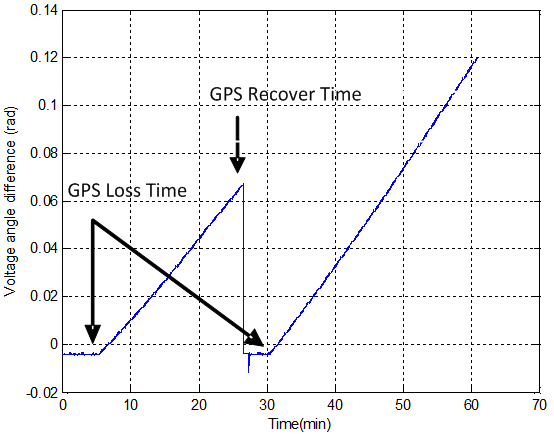 0.14
0.12
0.1
0.08
0.06
0.04
0.02
0
-0.02
Voltage angle difference (rad)
GPS Recover Time
GPS Loss Time
0 10 20 30 40 50 60 70
Time(min)